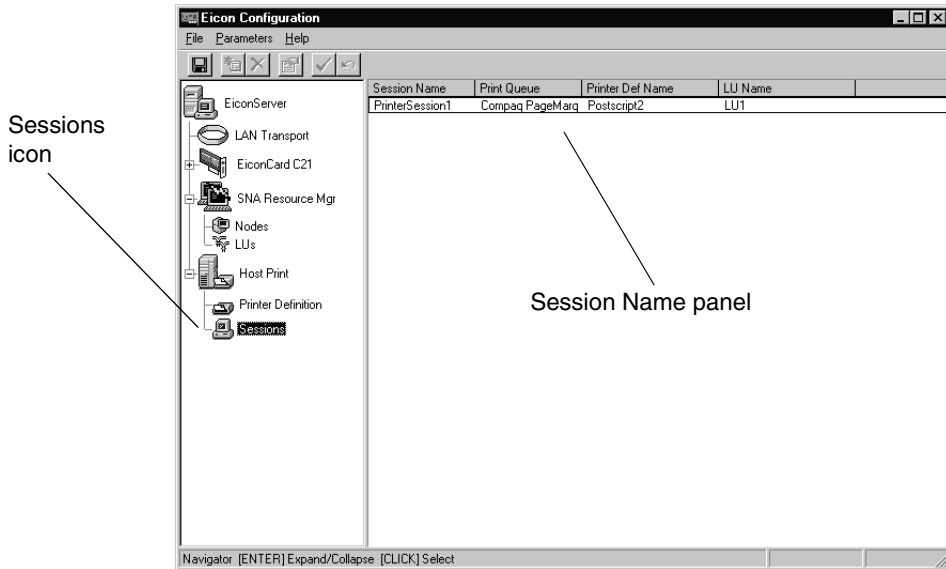 Eicon Configuration
File Parameters Help
Session Name Print Queue Printer Def Name LU Name
PrinterSession1 Compaq PageMarq Postscript2 LU1
EiconServer
LAN Transport
EiconCard C21
SNA Resource Mgr
Nodes
LUs
Host Print
Printer Definition
Sessions
Sessions
icon
Session Name panel
Navigator [ENTER] Expand/Collapse [CLICK] Select